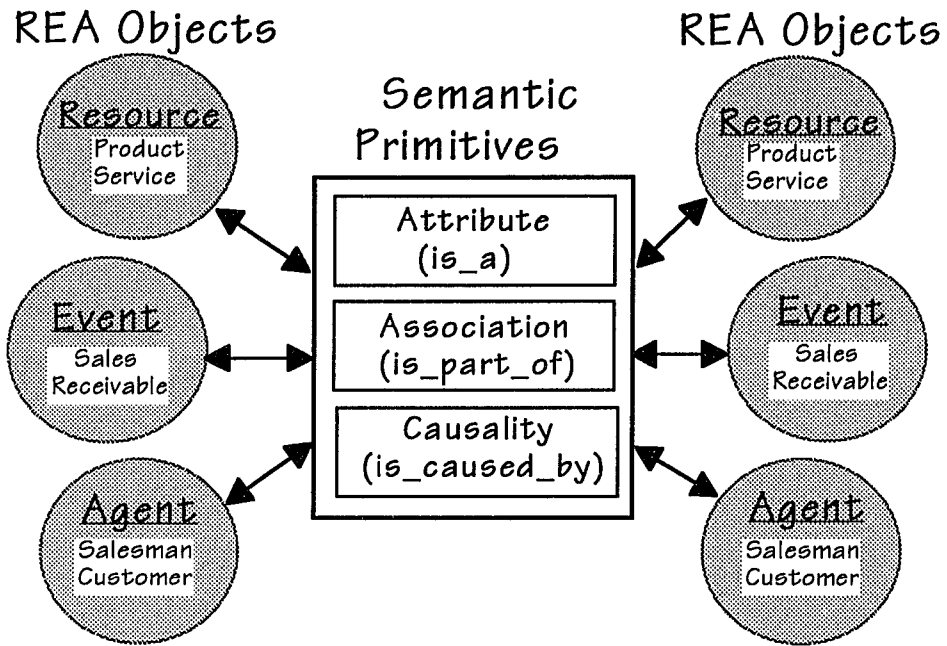 REA Objects
Resource
Product
Service
Event
Sales
Receivable
Agent
Salesman
Customer
Semantic
Primitives
Attribute
(is_a)
Association
(is_part_of)
Causality
(is_caused_by)
REA Objects
Resource
Product
Service
Event
Sales
Receivable
Agent
Salesman
Customer